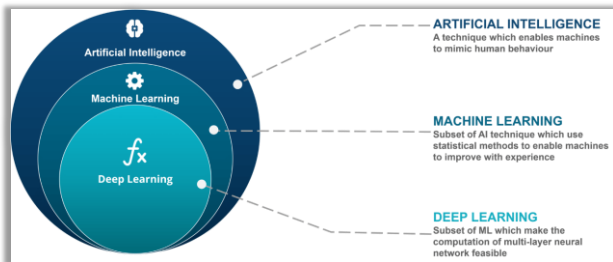 Artificial Intelligence
Machine Learning
fx
Deep Learning
ARTIFICIAL INTELLIGENCE
A technique which enables machines
to mimic human behaviour
MACHINE LEARNING
Subset of AI technique which use
statistical methods to enable machines
to improve with experience
DEEP LEARNING
Subset of ML which make the
computation of multi-layer neural
network feasible